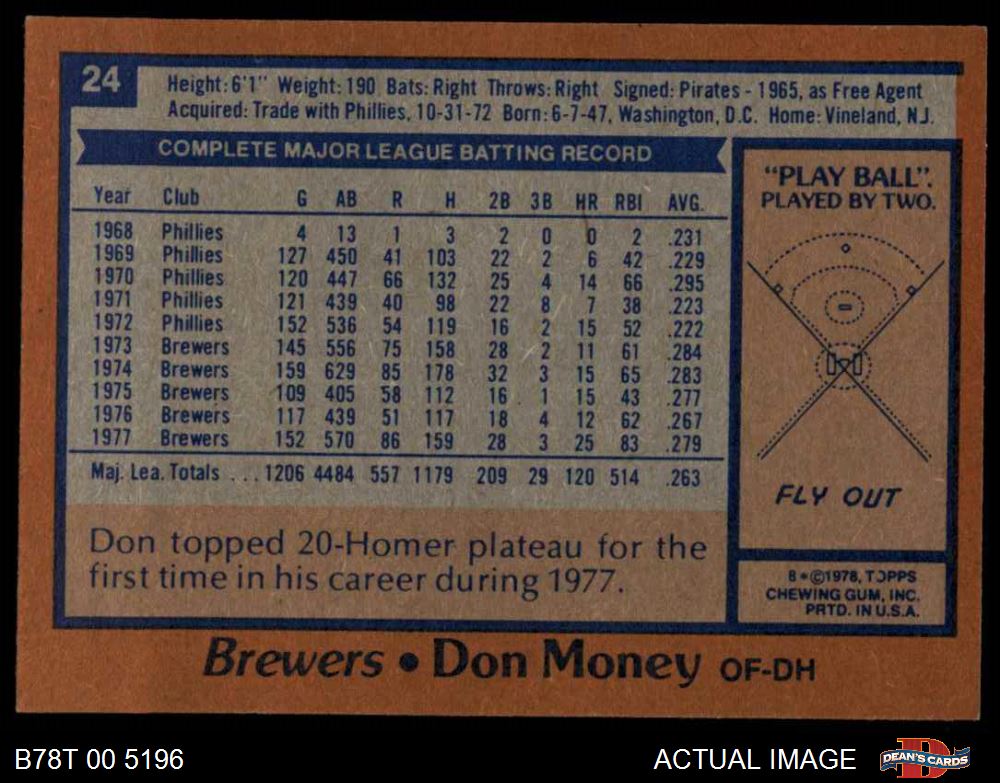 24
Height: 6'1" Weight: 190 Bats: Right Throws: Right Signed: Pirates - 1965, as Free Agent
Acquired: Trade with Phillies, 10-31-72 Born: 6-7-47, Washington, D.C. Home: Vineland, N.J.
COMPLETE MAJOR LEAGUE BATTING RECORD
Year Club G AB R H 2B 3B HR RBI AVG.
1968 Phillies 4 13 1 3 2 0 0 2 .231
1969 Phillies 127 450 41 103 22 2 6 42 .229
1970 Phillies 120 447 66 132 25 4 14 66 .295
1971 Phillies 121 439 40 98 22 8 7 38 .223
1972 Phillies 152 536 54 119 16 2 15 52 .222
1973 Brewers 145 556 75 158 28 2 11 61 .284
1974 Brewers 159 629 85 178 32 3 15 65 .283
1975 Brewers 109 405 58 112 16 1 15 43 .277
1976 Brewers 117 439 51 117 18 4 12 62 .267
1977 Brewers 152 570 86 159 28 3 25 83 .279
Maj. Lea. Totals ... 1206 4484 557 1179 209 29 120 514 .263
Don topped 20-Homer plateau for the
first time in his career during 1977.
"PLAY BALL".
PLAYED BY TWO.
FLY OUT
8 * ©1978, TOPPS
CHEWING GUM, INC.
PRTD. IN U.S.A.
Brewers • Don Money OF-DH
B78T 00 5196
ACTUAL IMAGE
DEAN'S CARDS